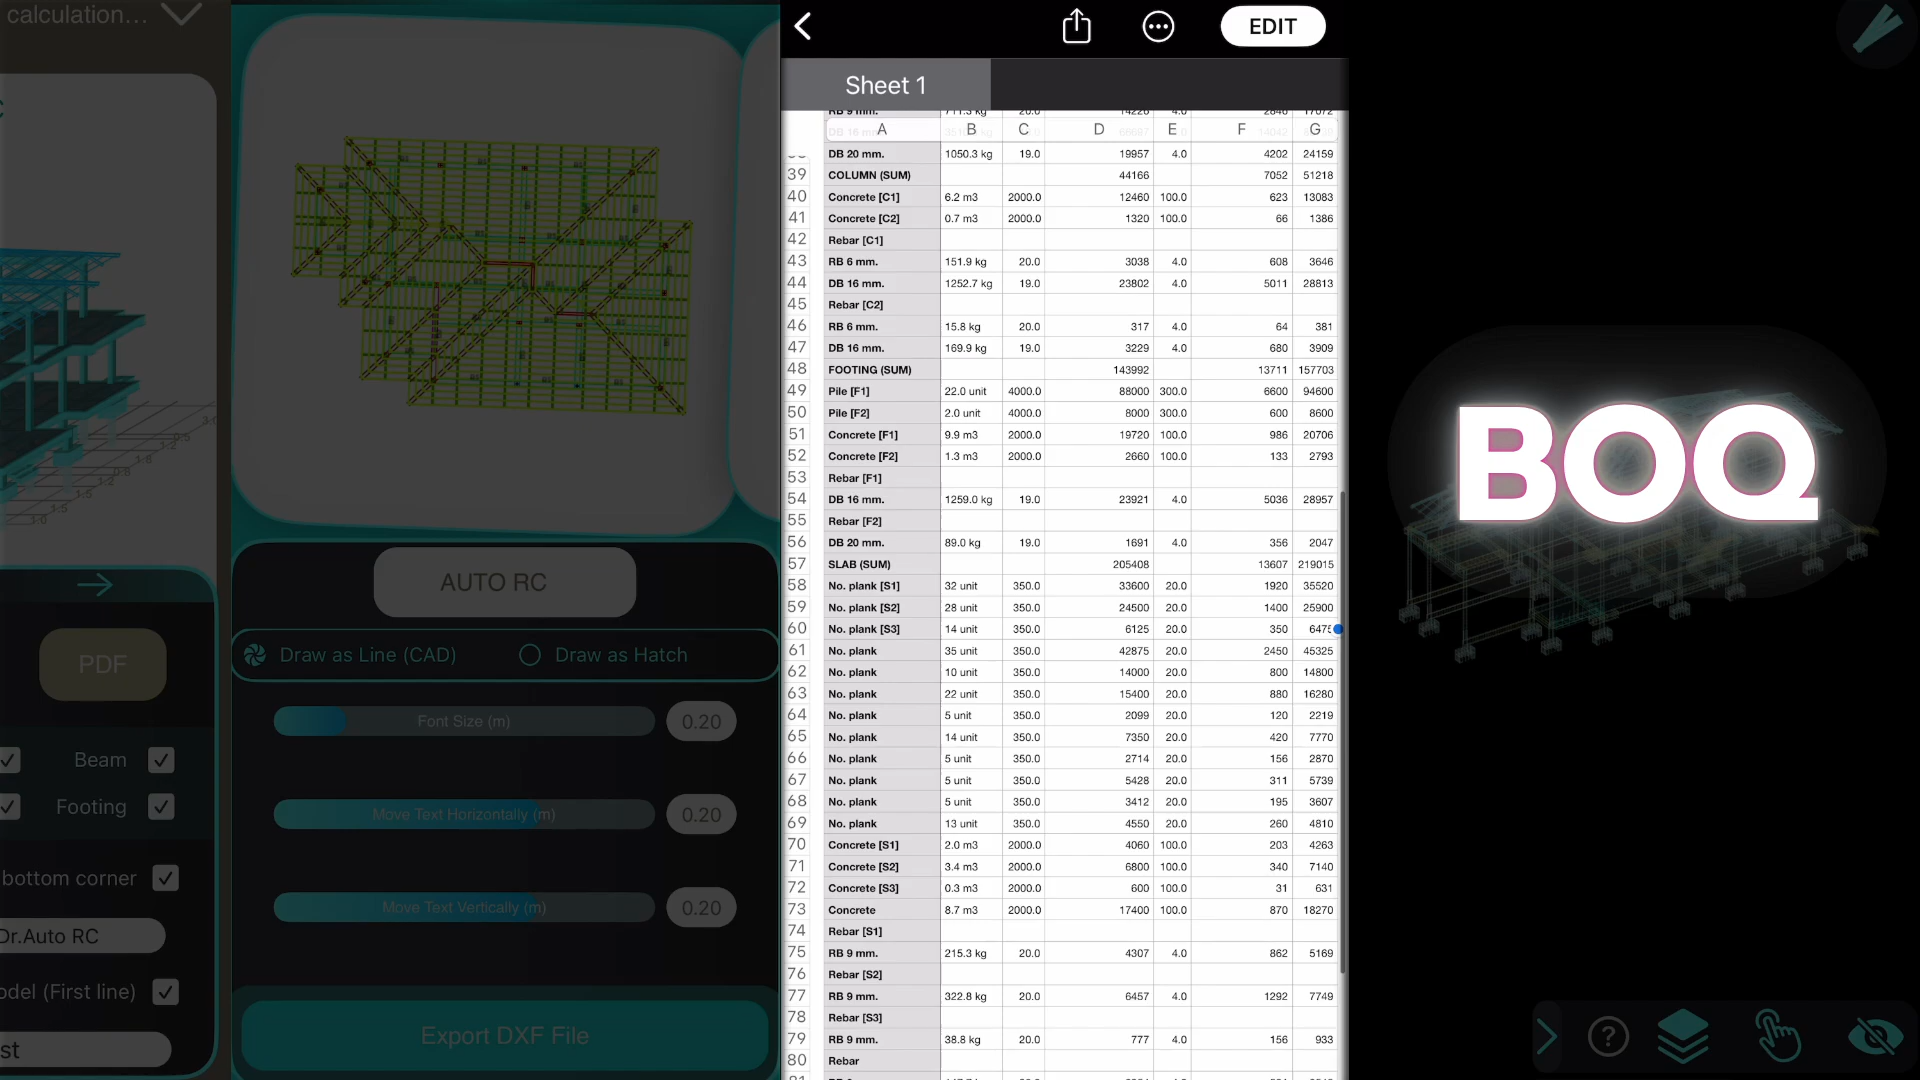 calculation...
PDF
Beam
Footing
bottom corner
Dr.Auto RC
odel (First line)
st
AUTO RC
Draw as Line (CAD) Draw as Hatch
Font Size (m) 0.20
Move Text Horizontally (m) 0.20
Move Text Vertically (m) 0.20
Export DXF File
EDIT
Sheet 1
A B C D E F G
DB 20 mm. 1050.3 kg 19.0 19957 4.0 4202 24159
39 COLUMN (SUM) 44166 7052 51218
40 Concrete [C1] 6.2 m3 2000.0 12460 100.0 623 13083
41 Concrete [C2] 0.7 m3 2000.0 1320 100.0 66 1386
42 Rebar [C1]
43 RB 6 mm. 151.9 kg 20.0 3038 4.0 608 3646
44 DB 16 mm. 1252.7 kg 19.0 23802 4.0 5011 28813
45 Rebar [C2]
46 RB 6 mm. 15.8 kg 20.0 317 4.0 64 381
47 DB 16 mm. 169.9 kg 19.0 3229 4.0 680 3909
48 FOOTING (SUM) 143992 13711 157703
49 Pile [F1] 22.0 unit 4000.0 88000 300.0 6600 94600
50 Pile [F2] 2.0 unit 4000.0 8000 300.0 600 8600
51 Concrete [F1] 9.9 m3 2000.0 19720 100.0 986 20706
52 Concrete [F2] 1.3 m3 2000.0 2660 100.0 133 2793
53 Rebar [F1]
54 DB 16 mm. 1259.0 kg 19.0 23921 4.0 5036 28957
55 Rebar [F2]
56 DB 20 mm. 89.0 kg 19.0 1691 4.0 356 2047
57 SLAB (SUM) 205408 13607 219015
58 No. plank [S1] 32 unit 350.0 33600 20.0 1920 35520
59 No. plank [S2] 28 unit 350.0 24500 20.0 1400 25900
60 No. plank [S3] 14 unit 350.0 6125 20.0 350 6475
61 No. plank 35 unit 350.0 42875 20.0 2450 45325
62 No. plank 10 unit 350.0 14000 20.0 800 14800
63 No. plank 22 unit 350.0 15400 20.0 880 16280
64 No. plank 5 unit 350.0 2099 20.0 120 2219
65 No. plank 14 unit 350.0 7350 20.0 420 7770
66 No. plank 5 unit 350.0 2714 20.0 156 2870
67 No. plank 5 unit 350.0 5428 20.0 311 5739
68 No. plank 5 unit 350.0 3412 20.0 195 3607
69 No. plank 13 unit 350.0 4550 20.0 260 4810
70 Concrete [S1] 2.0 m3 2000.0 4060 100.0 203 4263
71 Concrete [S2] 3.4 m3 2000.0 6800 100.0 340 7140
72 Concrete [S3] 0.3 m3 2000.0 600 100.0 31 631
73 Concrete 8.7 m3 2000.0 17400 100.0 870 18270
74 Rebar [S1]
75 RB 9 mm. 215.3 kg 20.0 4307 4.0 862 5169
76 Rebar [S2]
77 RB 9 mm. 322.8 kg 20.0 6457 4.0 1292 7749
78 Rebar [S3]
79 RB 9 mm. 38.8 kg 20.0 777 4.0 156 933
80 Rebar
BOQ